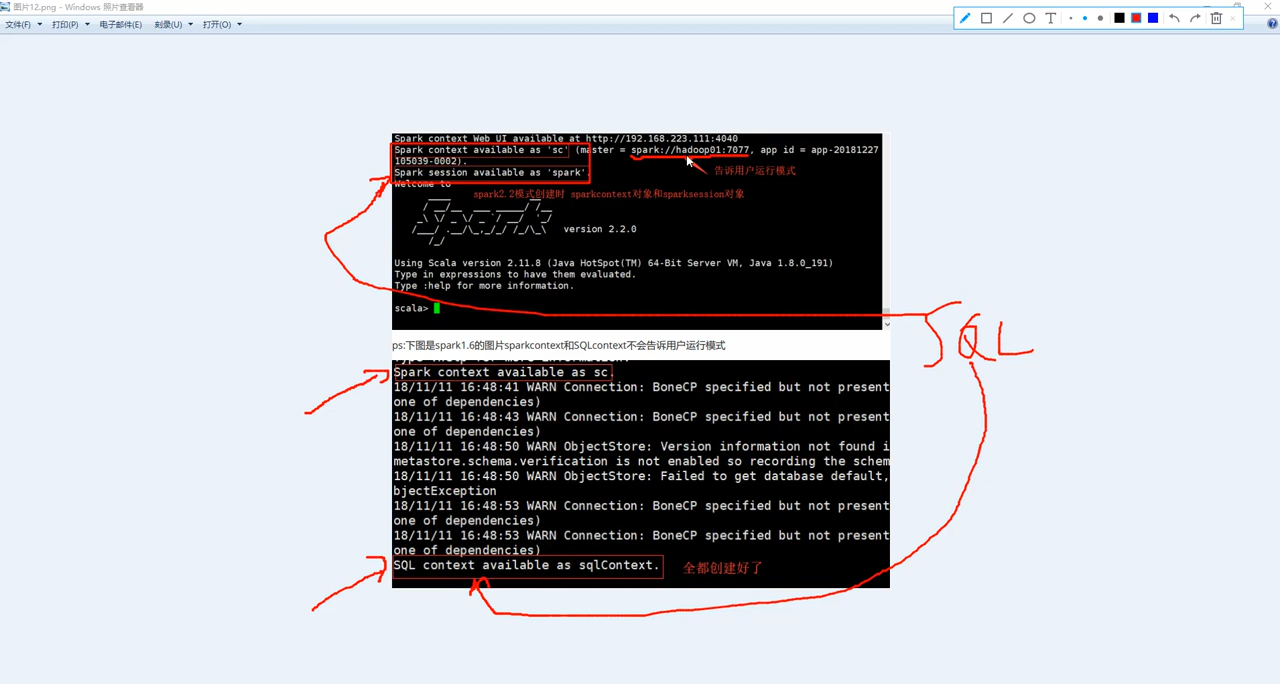 图片12.png - Windows 照片查看器
文件(F) 打印(P) 电子邮件(E) 刻录(U) 打开(O)
T
Spark context Web UI available at http://192.168.223.111:4040
Spark context available as 'sc' (master = spark://hadoop01:7077, app id = app-20181227
105039-0002).
告诉用户运行模式
Spark session available as 'spark'.
Welcome to
spark2.2模式创建时 sparkcontext对象和sparksession对象
version 2.2.0
Using Scala version 2.11.8 (Java HotSpot(TM) 64-Bit Server VM, Java 1.8.0_191)
Type in expressions to have them evaluated.
Type :help for more information.
scala>
SQL
ps:下图是spark1.6的图片sparkcontext和SQLcontext不会告诉用户运行模式
Type :help for more information.
Spark context available as sc.
18/11/11 16:48:41 WARN Connection: BoneCP specified but not present
one of dependencies)
18/11/11 16:48:43 WARN Connection: BoneCP specified but not present
one of dependencies)
18/11/11 16:48:50 WARN ObjectStore: Version information not found i
metastore.schema.verification is not enabled so recording the schem
18/11/11 16:48:50 WARN ObjectStore: Failed to get database default,
bjectException
18/11/11 16:48:53 WARN Connection: BoneCP specified but not present
one of dependencies)
18/11/11 16:48:53 WARN Connection: BoneCP specified but not present
one of dependencies)
SQL context available as sqlContext.
全都创建好了